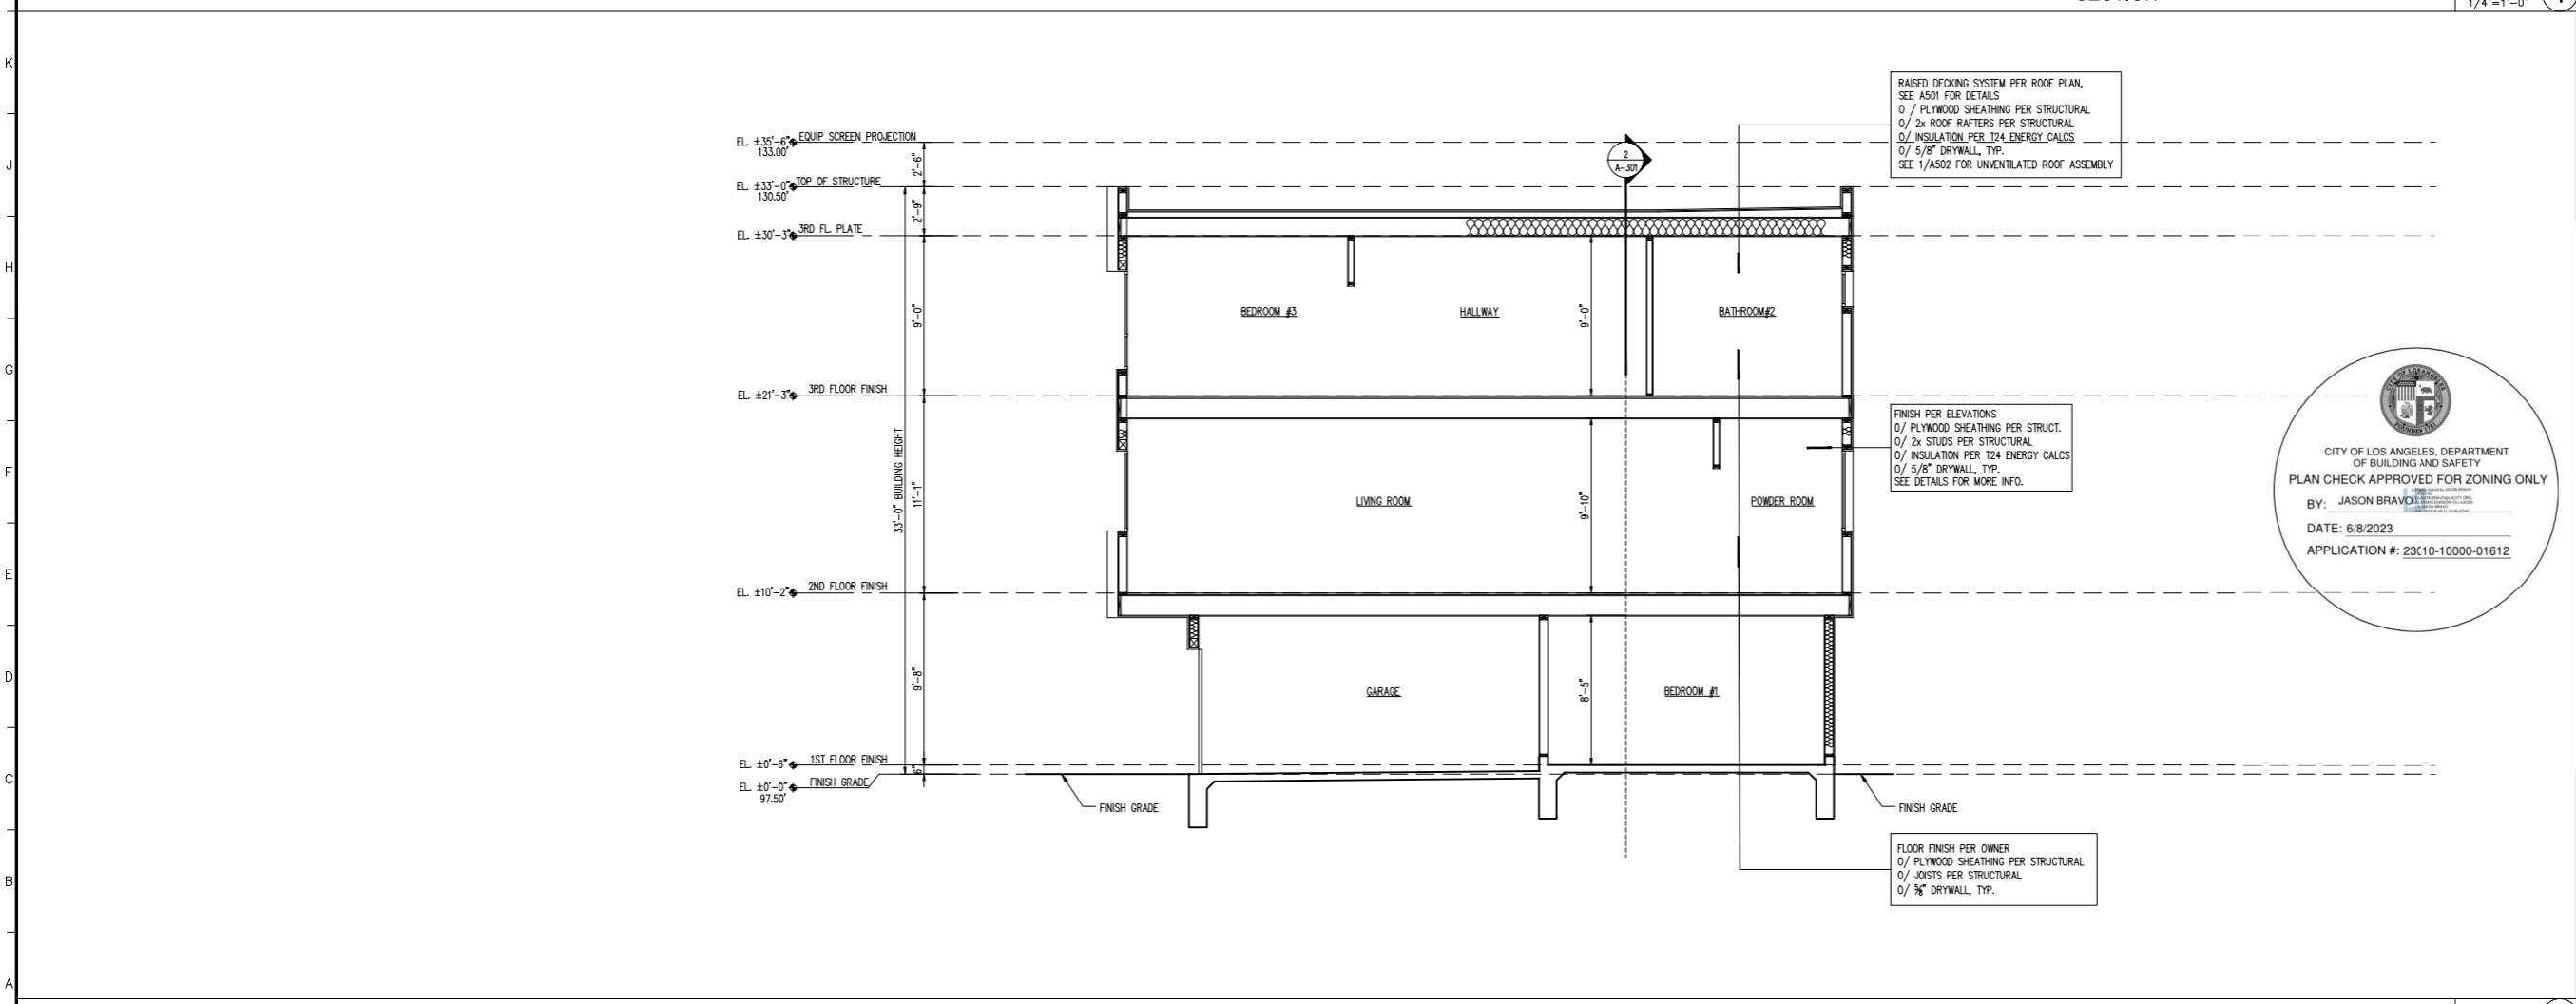 1/4"=1'-0"
K
J
H
G
F
E
D
C
B
A
EL. ±35'-6" EQUIP SCREEN PROJECTION
133.00'
2'-6"
EL. ±33'-0" TOP OF STRUCTURE
130.50'
2'-9"
EL. ±30'-3" 3RD FL. PLATE
9'-0"
EL. ±21'-3" 3RD FLOOR FINISH
33'-0" BUILDING HEIGHT
11'-1"
EL. ±10'-2" 2ND FLOOR FINISH
9'-8"
EL. ±0'-6" 1ST FLOOR FINISH
6"
EL. ±0'-0" FINISH GRADE
97.50'
2
A-301
BEDROOM #3
HALLWAY
9'-0"
BATHROOM#2
LIVING ROOM
9'-10"
POWDER ROOM
GARAGE
8'-5"
BEDROOM #1
FINISH GRADE
FINISH GRADE
RAISED DECKING SYSTEM PER ROOF PLAN,
SEE A501 FOR DETAILS
O / PLYWOOD SHEATHING PER STRUCTURAL
O/ 2x ROOF RAFTERS PER STRUCTURAL
O/ INSULATION PER T24 ENERGY CALCS
O/ 5/8" DRYWALL, TYP.
SEE 1/A502 FOR UNVENTILATED ROOF ASSEMBLY
FINISH PER ELEVATIONS
O/ PLYWOOD SHEATHING PER STRUCT.
O/ 2x STUDS PER STRUCTURAL
O/ INSULATION PER T24 ENERGY CALCS
O/ 5/8" DRYWALL, TYP.
SEE DETAILS FOR MORE INFO.
FLOOR FINISH PER OWNER
O/ PLYWOOD SHEATHING PER STRUCTURAL
O/ JOISTS PER STRUCTURAL
O/ ⅝" DRYWALL, TYP.
CITY OF LOS ANGELES
FOUNDED 1781
CITY OF LOS ANGELES, DEPARTMENT
OF BUILDING AND SAFETY
PLAN CHECK APPROVED FOR ZONING ONLY
BY: JASON BRAVO
DATE: 6/8/2023
APPLICATION #: 23010-10000-01612